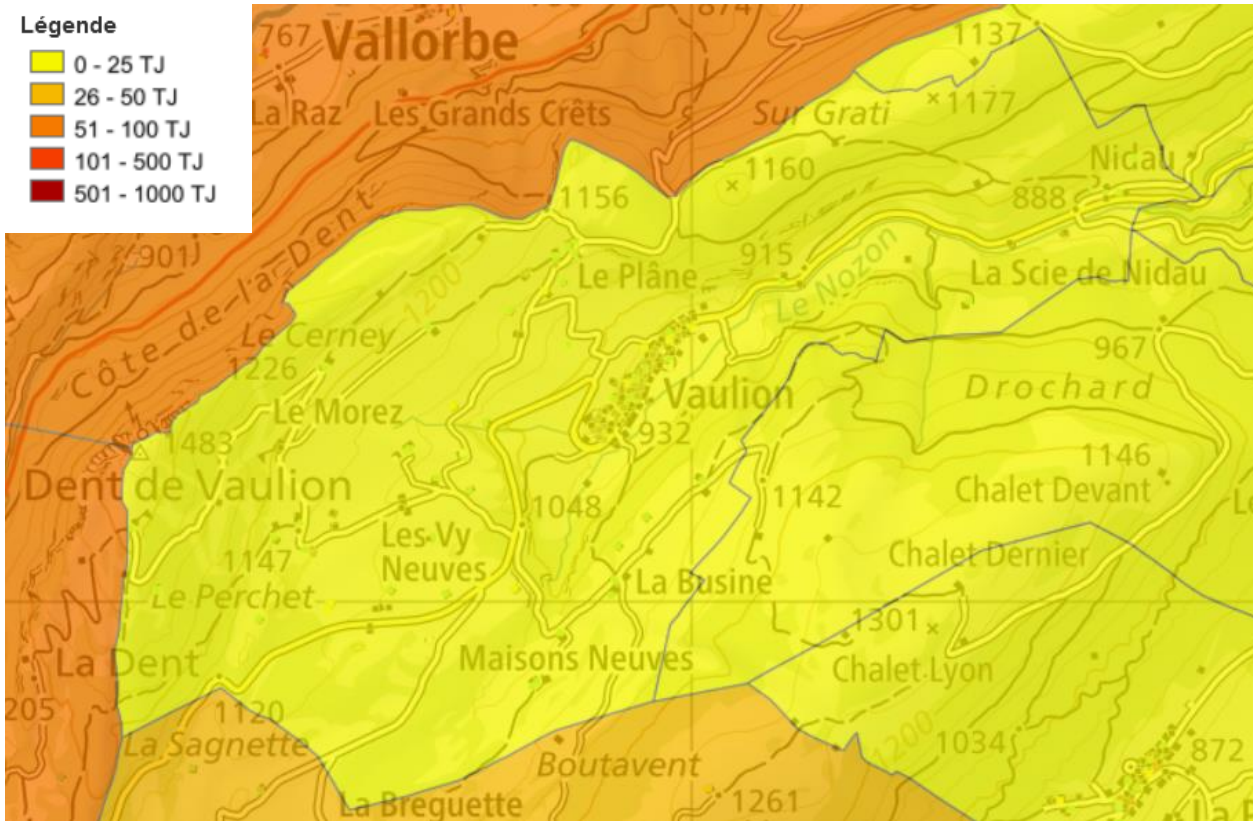 Légende
0 - 25 TJ
26 - 50 TJ
51 - 100 TJ
101 - 500 TJ
501 - 1000 TJ
767
Vallorbe
874
1137
La Raz
Les Grands Crêts
Sur Grati
1177
1160
Nidau
1156
888
901
Côte de la Dent
1200
Le Plâne
915
Le Nozon
La Scie de Nidau
Le Cerney
1226
967
Le Morez
Vaulion
Drochard
932
1483
Dent de Vaulion
1146
Chalet Devant
1142
1048
Les Vy
Neuves
1147
Chalet Dernier
Le Perchet
La Busine
1301
La Dent
Maisons Neuves
Chalet Lyon
205
1120
La Sagnette
1200
1034
872
Boutavent
La Breguette
1261